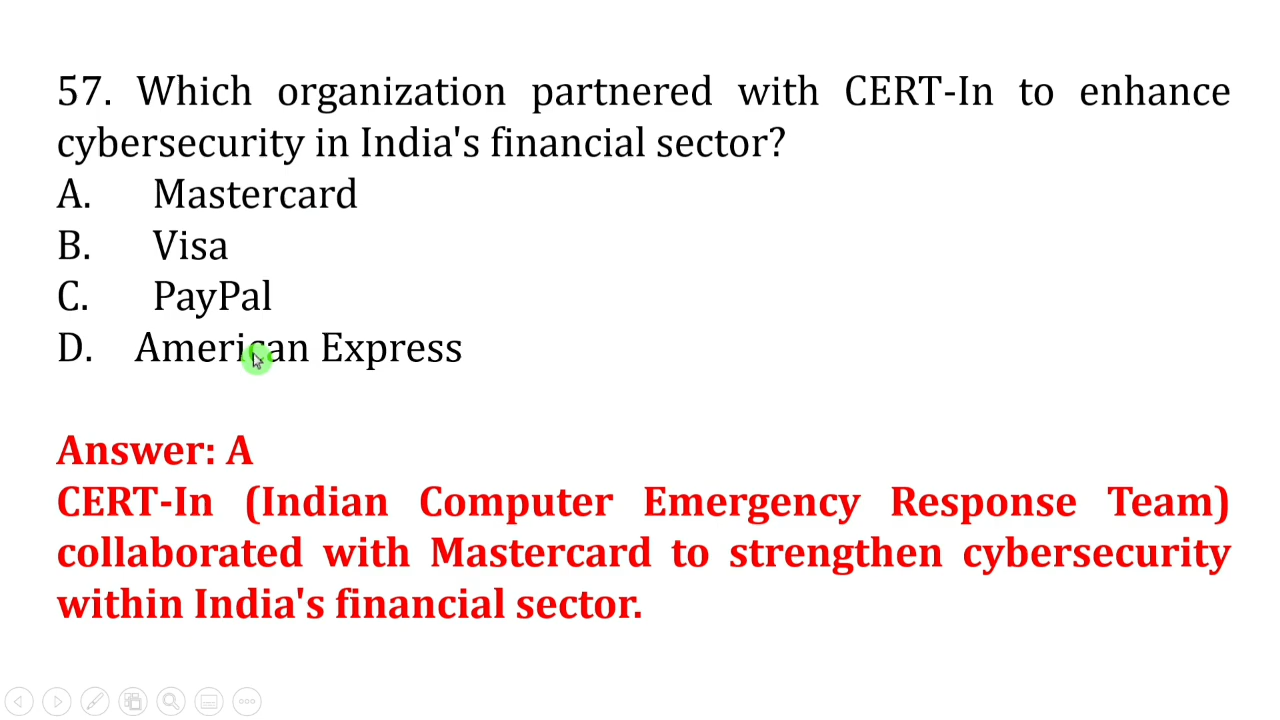 57. Which organization partnered with CERT-In to enhance
cybersecurity in India's financial sector?
A. Mastercard
B. Visa
C. PayPal
D. American Express
Answer: A
CERT-In (Indian Computer Emergency Response Team)
collaborated with Mastercard to strengthen cybersecurity
within India's financial sector.